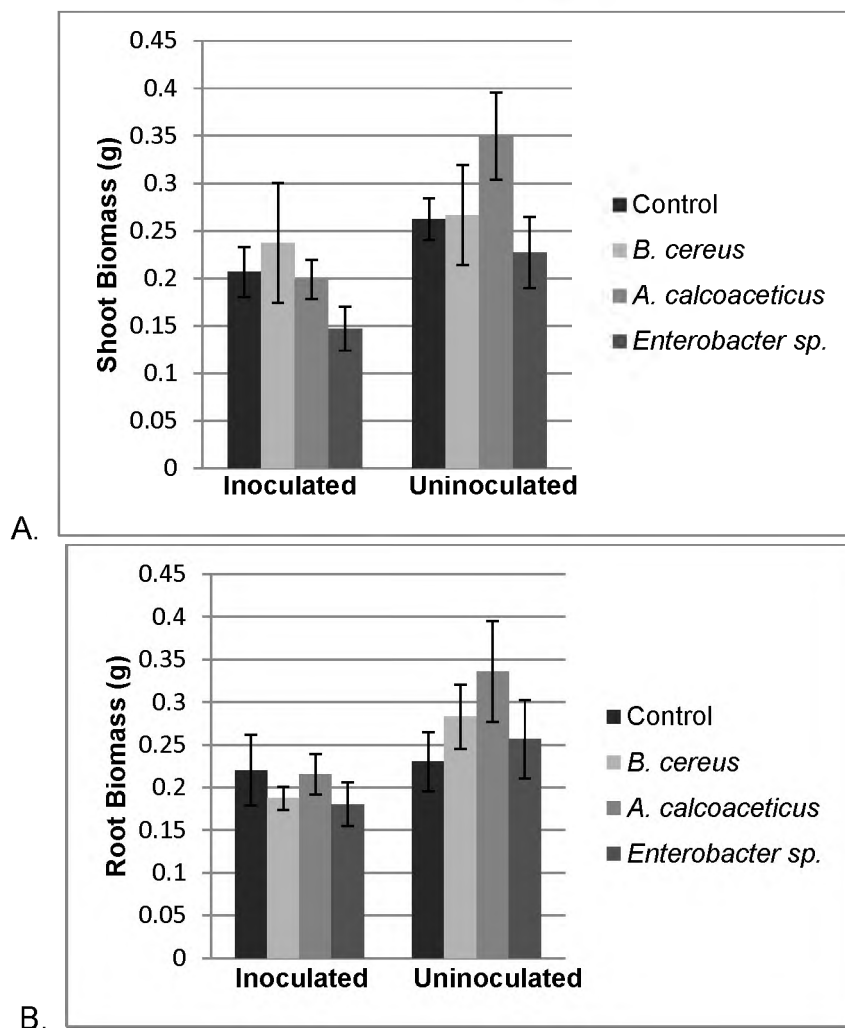 0.45
0.4
0.35
0.3
0.25
0.2
0.15
0.1
0.05
0
Shoot Biomass (g)
Inoculated
Uninoculated
Control
B. cereus
A. calcoaceticus
Enterobacter sp.
A.
0.45
0.4
0.35
0.3
0.25
0.2
0.15
0.1
0.05
0
Root Biomass (g)
Inoculated
Uninoculated
Control
B. cereus
A. calcoaceticus
Enterobacter sp.
B.